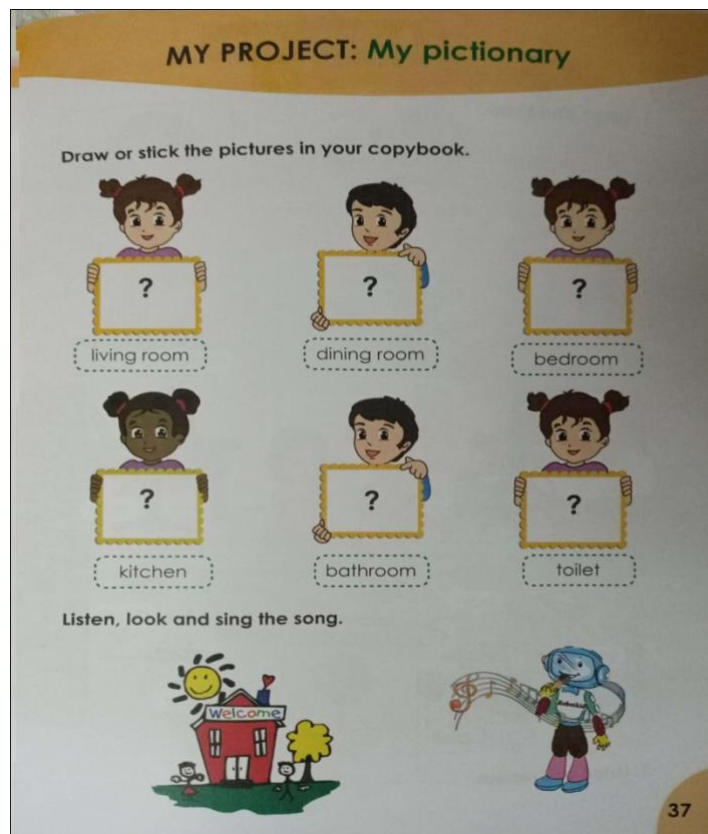 MY PROJECT: My pictionary
Draw or stick the pictures in your copybook.
? ? ?
living room dining room bedroom
? ? ?
kitchen bathroom toilet
Listen, look and sing the song.
Welcome
37